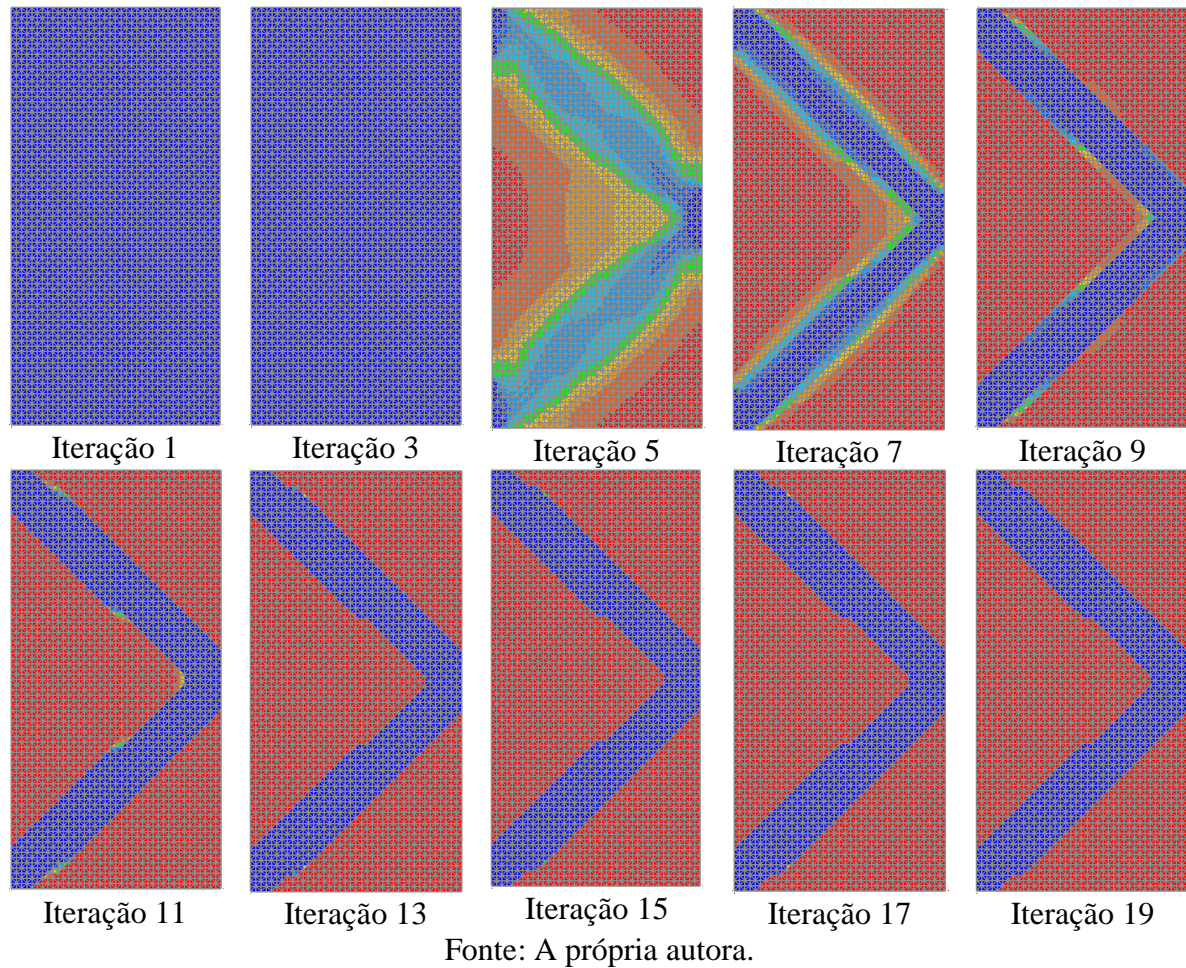 Iteração 1
Iteração 3
Iteração 5
Iteração 7
Iteração 9
Iteração 11
Iteração 13
Iteração 15
Iteração 17
Iteração 19
Fonte: A própria autora.